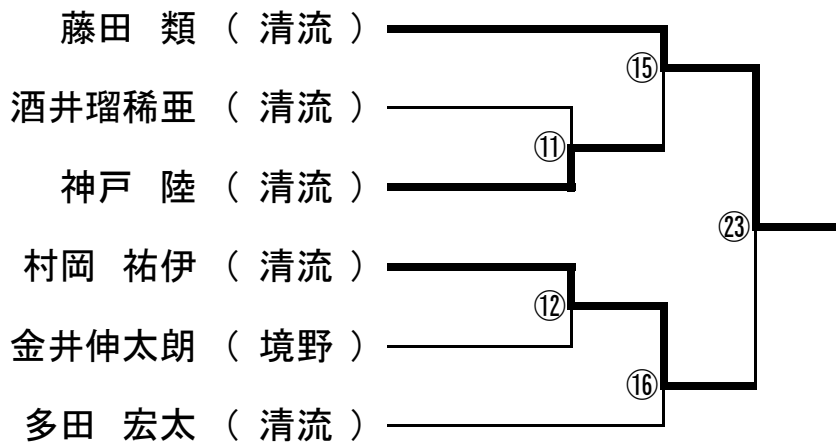 藤田　類　（ 清流 ）
⑮
酒井瑠稀亜　（ 清流 ）
⑪
神戸　陸　（ 清流 ）
㉓
村岡　祐伊　（ 清流 ）
⑫
金井伸太朗　（ 境野 ）
⑯
多田　宏太　（ 清流 ）